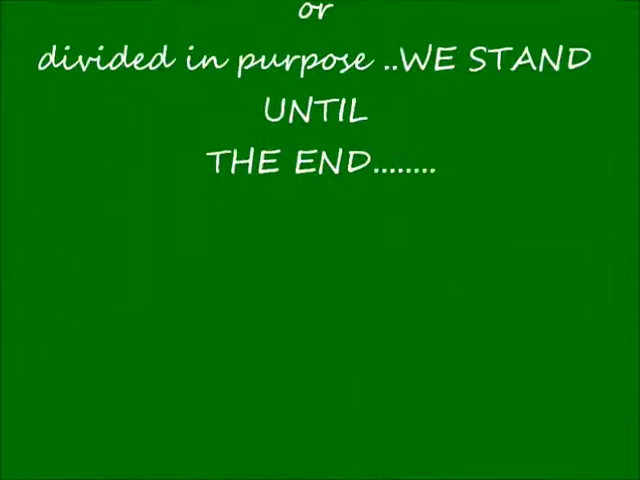 or
divided in purpose ..WE STAND
UNTIL
THE END........